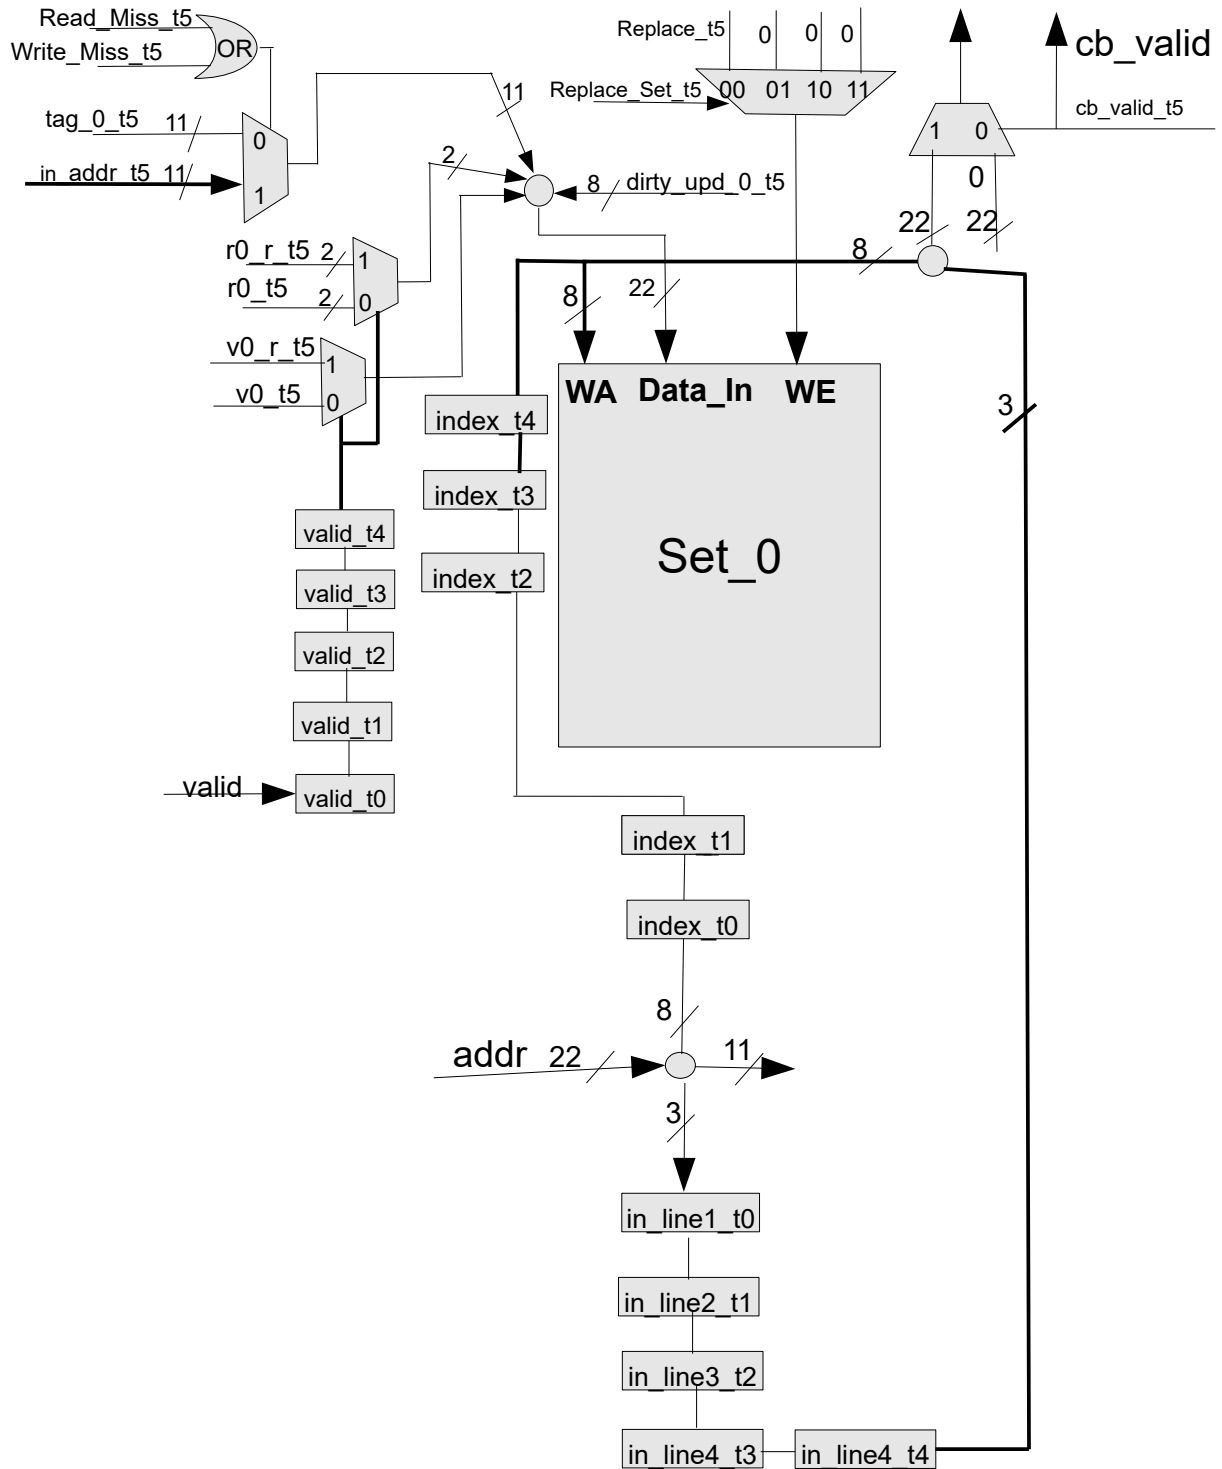 Read_Miss_t5
Write_Miss_t5
OR
Replace_t5
0 0 0
cb_valid
Replace_Set_t5
00 01 10 11
cb_valid_t5
tag_0_t5 11
0
11
1 0
in_addr_t5 11
1
2
8 dirty_upd_0_t5
0
22 22
r0_r_t5 2
1
8
r0_t5 2
0
8
22
v0_r_t5
1
v0_t5
0
WA Data_In WE
3
index_t4
index_t3
valid_t4
Set_0
index_t2
valid_t3
valid_t2
valid_t1
valid
valid_t0
index_t1
index_t0
8
addr 22
11
3
in_line1_t0
in_line2_t1
in_line3_t2
in_line4_t3
in_line4_t4